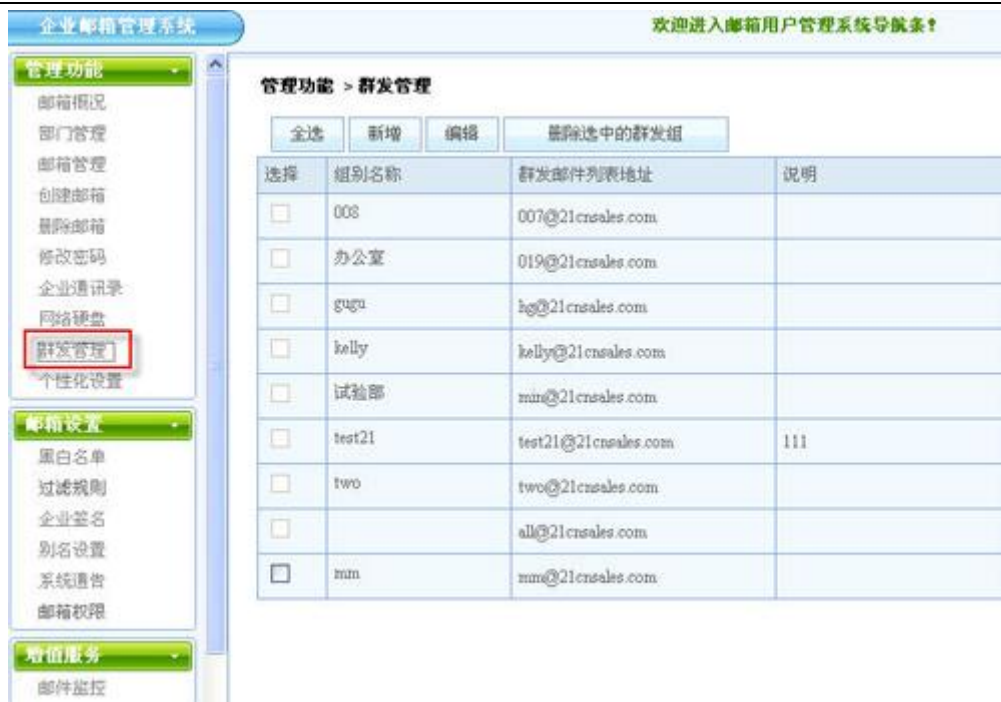 企业邮箱管理系统
欢迎进入邮箱用户管理系统导航条！
管理功能
邮箱概况
部门管理
邮箱管理
创建邮箱
删除邮箱
修改密码
企业通讯录
网络硬盘
群发管理
个性化设置
邮箱设置
黑白名单
过滤规则
企业签名
别名设置
系统通告
邮箱权限
增值服务
邮件监控
管理功能 > 群发管理
全选 新增 编辑 删除选中的群发组
选择 组别名称 群发邮件列表地址 说明
008 007@21cnsales.com
办公室 019@21cnsales.com
gugu hg@21cnsales.com
kelly kelly@21cnsales.com
试验部 min@21cnsales.com
test21 test21@21cnsales.com 111
two two@21cnsales.com
all@21cnsales.com
mm mm@21cnsales.com